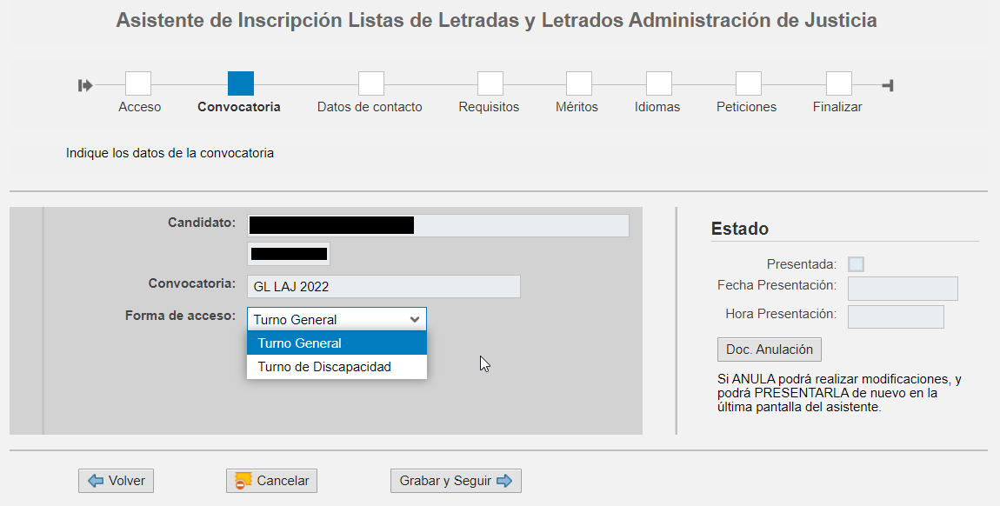 Asistente de Inscripción Listas de Letradas y Letrados Administración de Justicia
Acceso
Convocatoria
Datos de contacto
Requisitos
Méritos
Idiomas
Peticiones
Finalizar
Indique los datos de la convocatoria
Candidato:
Convocatoria: GL LAJ 2022
Forma de acceso: Turno General
Turno General
Turno de Discapacidad
Estado
Presentada:
Fecha Presentación:
Hora Presentación:
Doc. Anulación
Si ANULA podrá realizar modificaciones, y
podrá PRESENTARLA de nuevo en la
última pantalla del asistente.
Volver
Cancelar
Grabar y Seguir